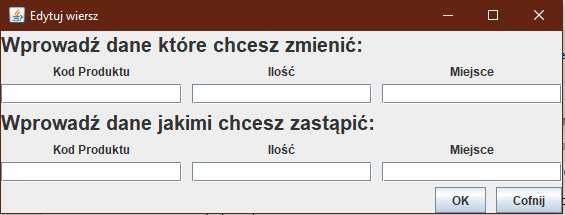 Edytuj wiersz
Wprowadź dane które chcesz zmienić:
Kod Produktu Ilość Miejsce
Wprowadź dane jakimi chcesz zastąpić:
Kod Produktu Ilość Miejsce
OK Cofnij